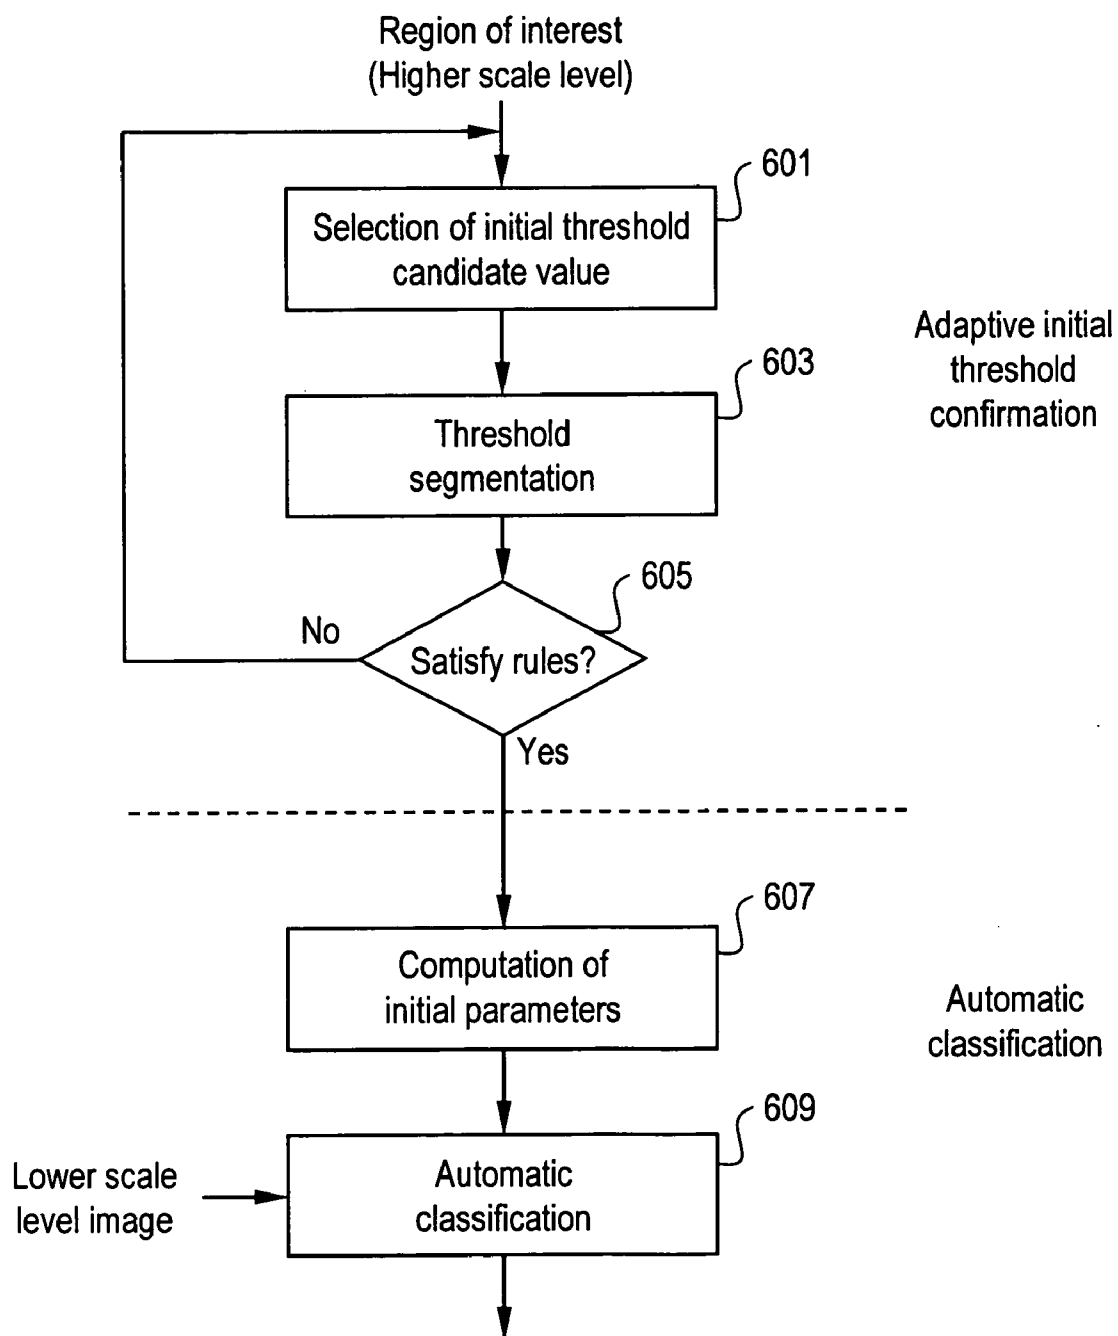 Region of interest
(Higher scale level)
601
Selection of initial threshold
candidate value
Adaptive initial
threshold
confirmation
603
Threshold
segmentation
605
No
Satisfy rules?
Yes
607
Computation of
initial parameters
Automatic
classification
609
Lower scale
level image
Automatic
classification